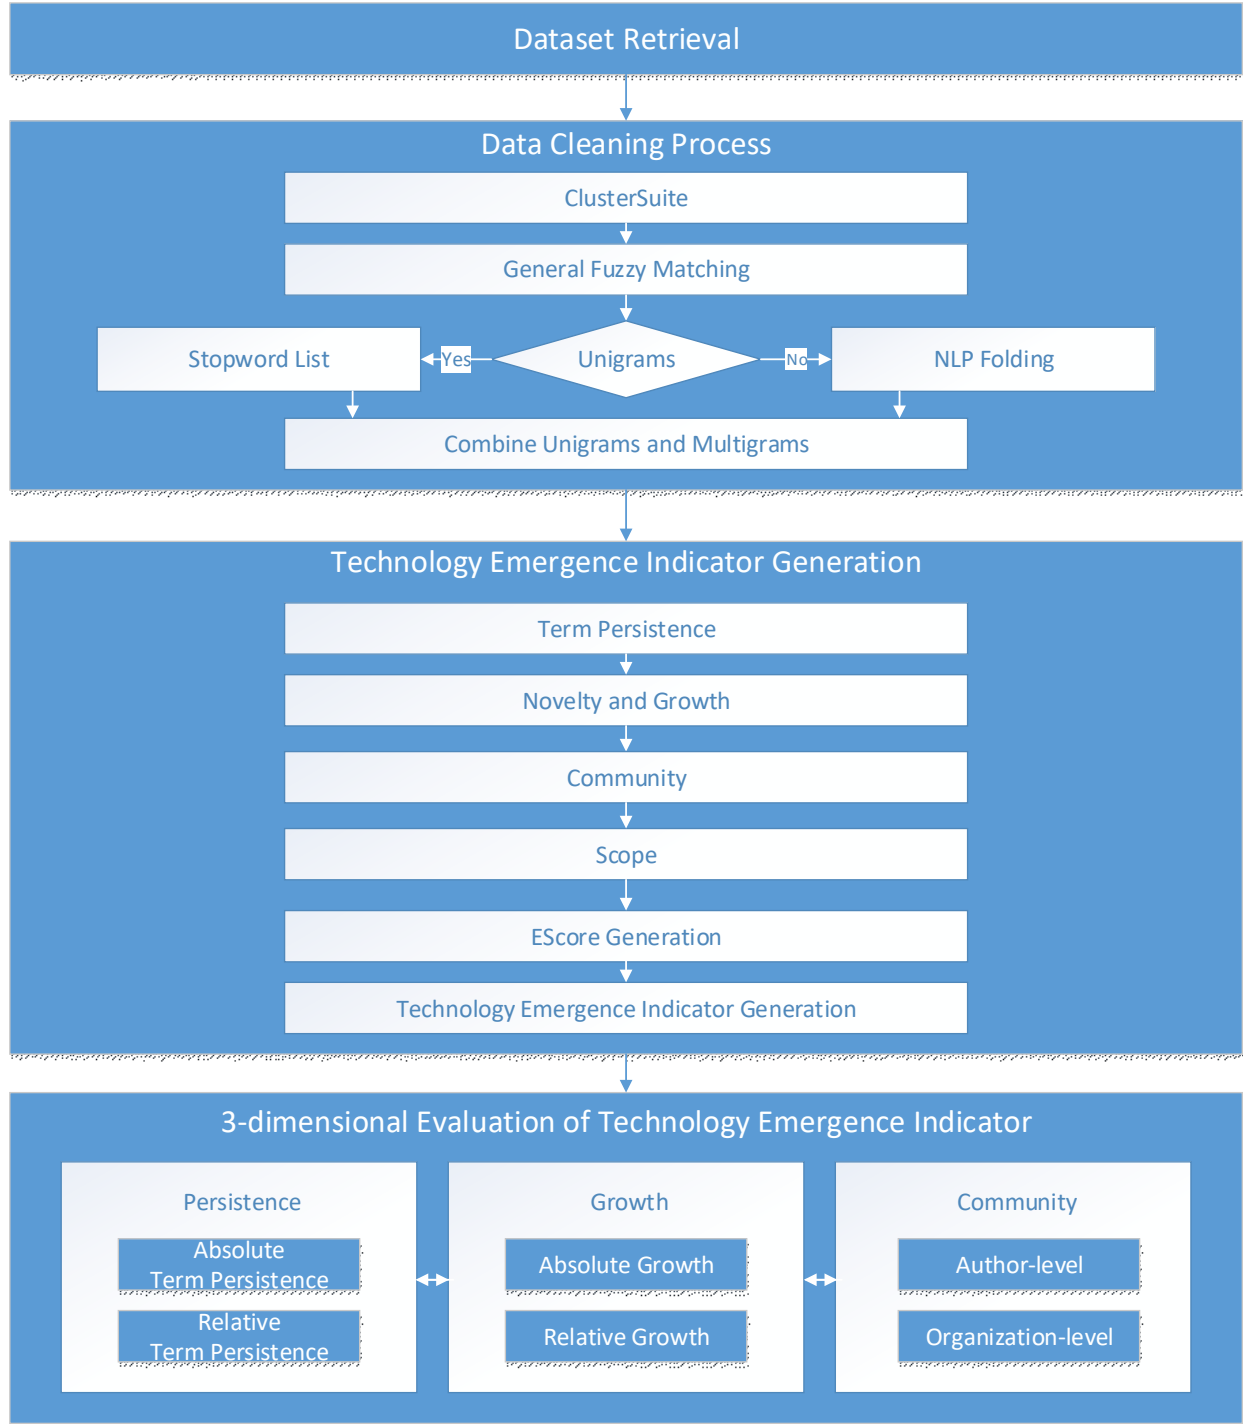 Dataset Retrieval
Data Cleaning Process
ClusterSuite
General Fuzzy Matching
Stopword List
Yes
Unigrams
No
NLP Folding
Combine Unigrams and Multigrams
Technology Emergence Indicator Generation
Term Persistence
Novelty and Growth
Community
Scope
EScore Generation
Technology Emergence Indicator Generation
3-dimensional Evaluation of Technology Emergence Indicator
Persistence
Absolute
Term Persistence
Relative
Term Persistence
Growth
Absolute Growth
Relative Growth
Community
Author-level
Organization-level